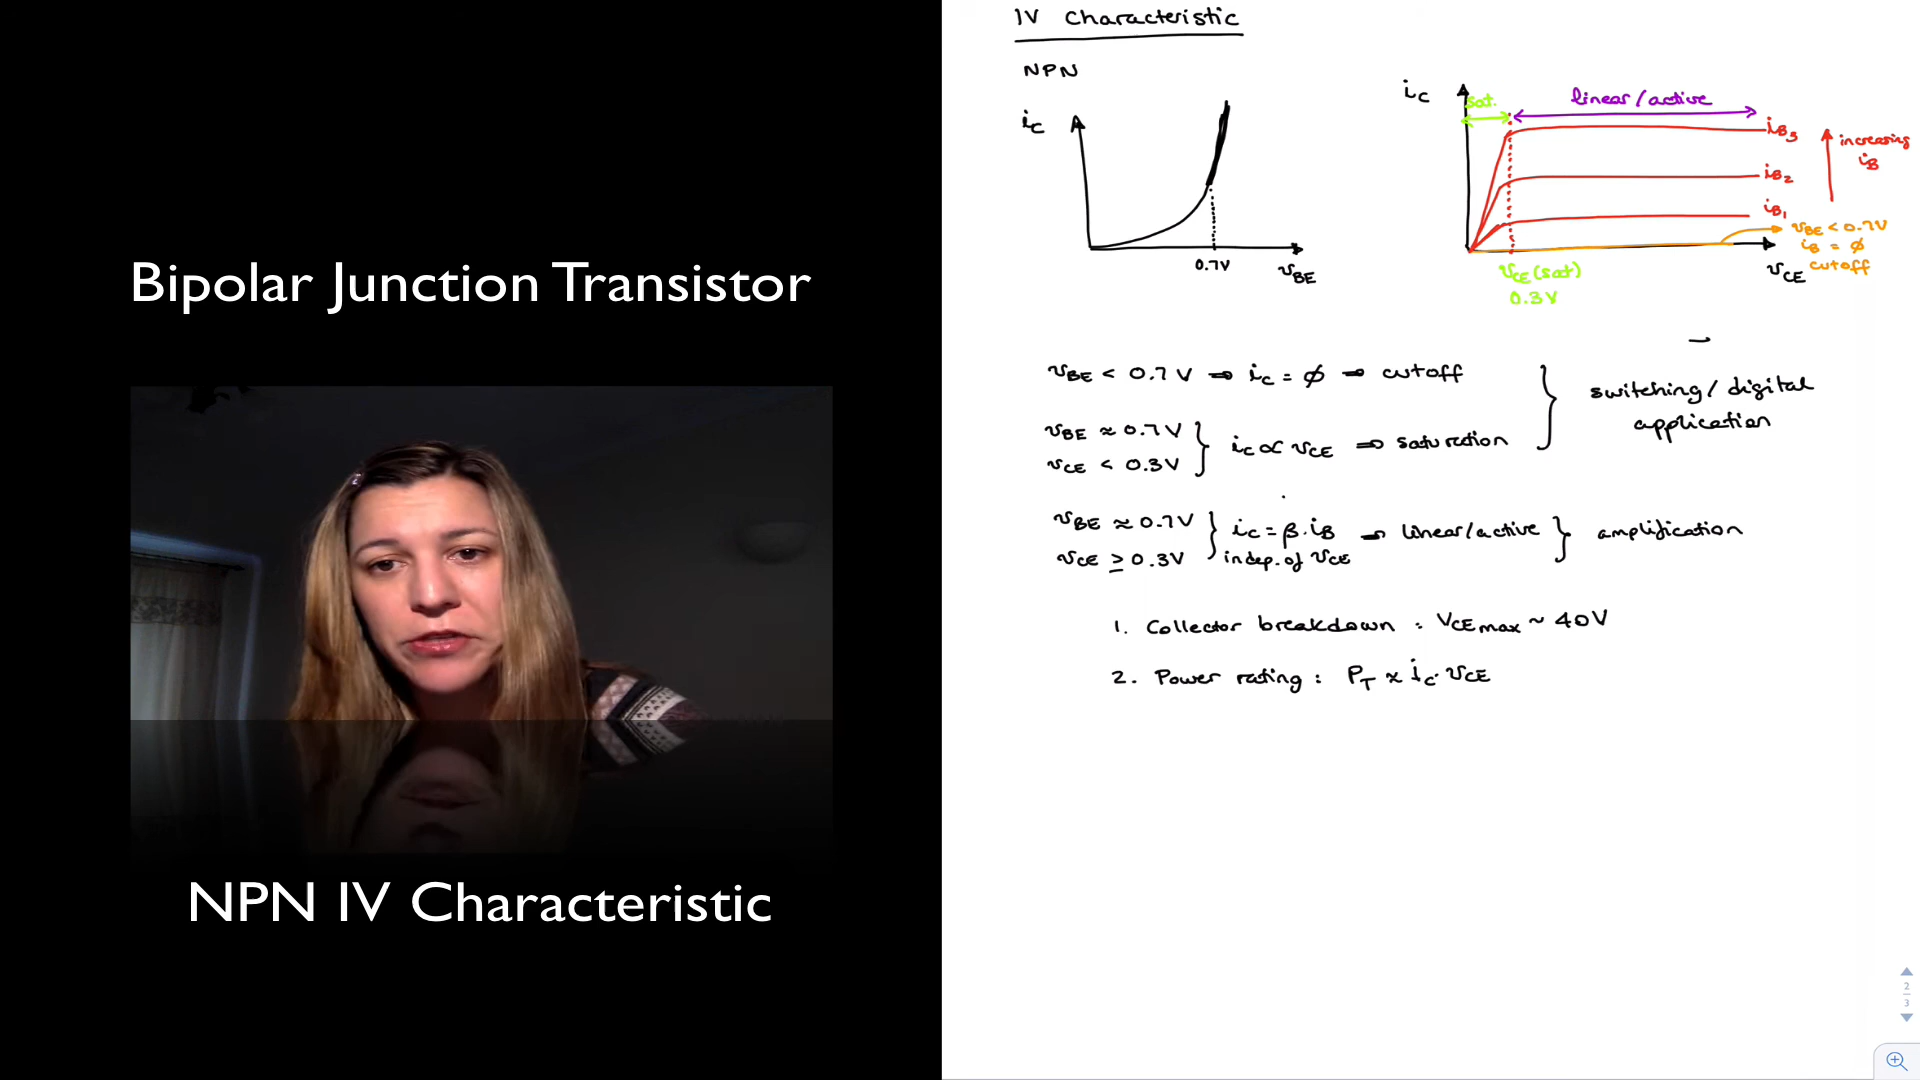 Bipolar Junction Transistor
NPN IV Characteristic
IV Characteristic
NPN
iC
0.7V
vBE
iC
sat.
linear/active
iB3
iB2
iB1
increasing
iB
vBE < 0.7V
iB = ϕ
cutoff
vCE
vCE(sat)
0.3V
vBE < 0.7V ⇒ iC = ϕ ⇒ cutoff
switching/digital
application
vBE ≈ 0.7V
vCE < 0.3V
iC ∝ vCE ⇒ saturation
vBE ≈ 0.7V
vCE ≥ 0.3V
iC = β·iB ⇒ linear/active
indep. of vCE
amplification
1. Collector breakdown : VCEmax ~ 40V
2. Power rating : PT ≈ iC·vCE
2
3